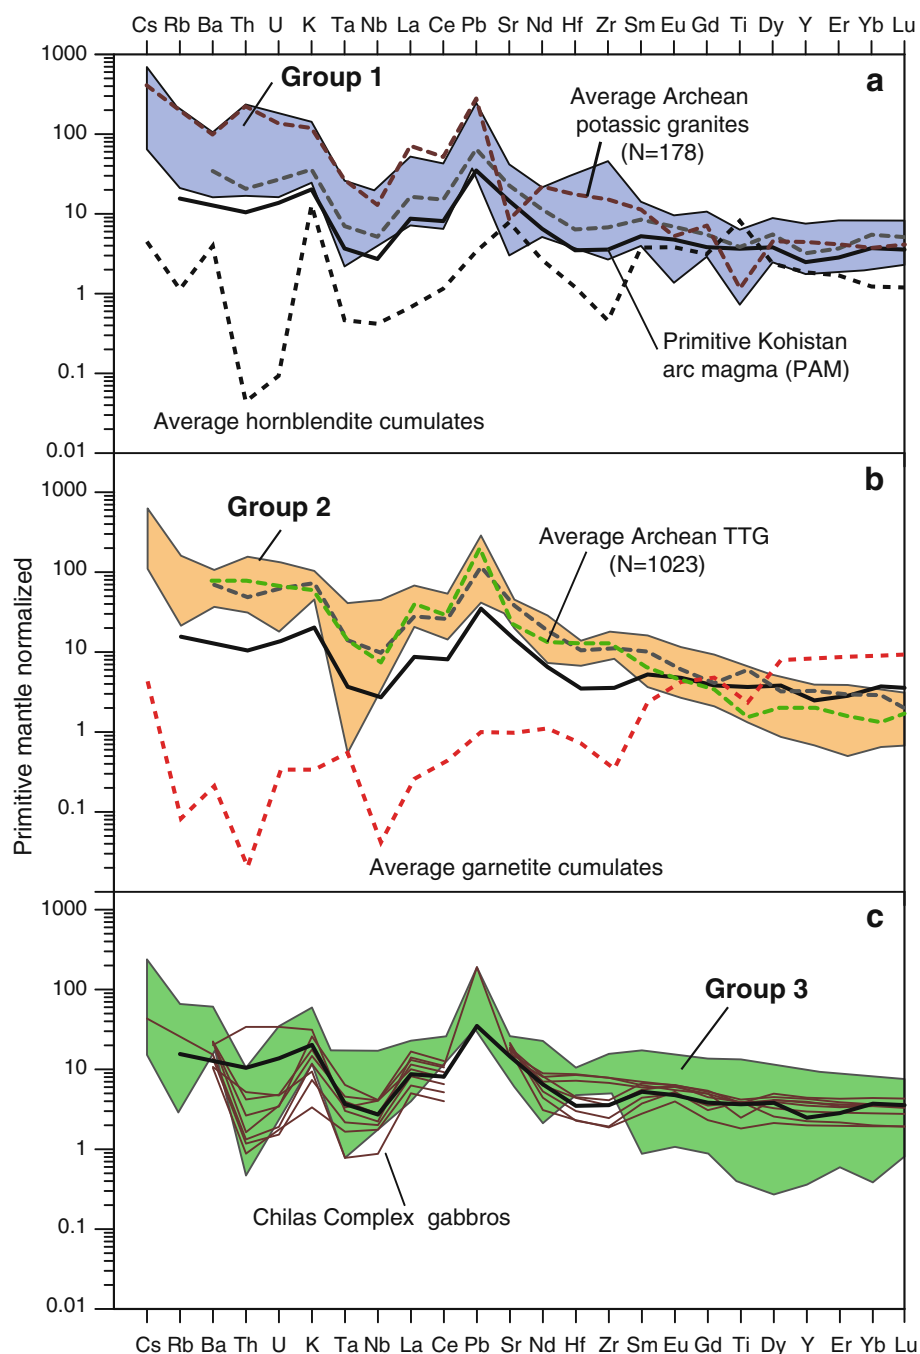 Cs Rb Ba Th U K Ta Nb La Ce Pb Sr Nd Hf Zr Sm Eu Gd Ti Dy Y Er Yb Lu
1000
100
10
1
0.1
0.01
a
Group 1
Average Archean
potassic granites
(N=178)
Primitive Kohistan
arc magma (PAM)
Average hornblendite cumulates
Primitive mantle normalized
1000
100
10
1
0.1
b
Group 2
Average Archean TTG
(N=1023)
Average garnetite cumulates
1000
100
10
1
0.1
0.01
c
Group 3
Chilas Complex gabbros
Cs Rb Ba Th U K Ta Nb La Ce Pb Sr Nd Hf Zr Sm Eu Gd Ti Dy Y Er Yb Lu